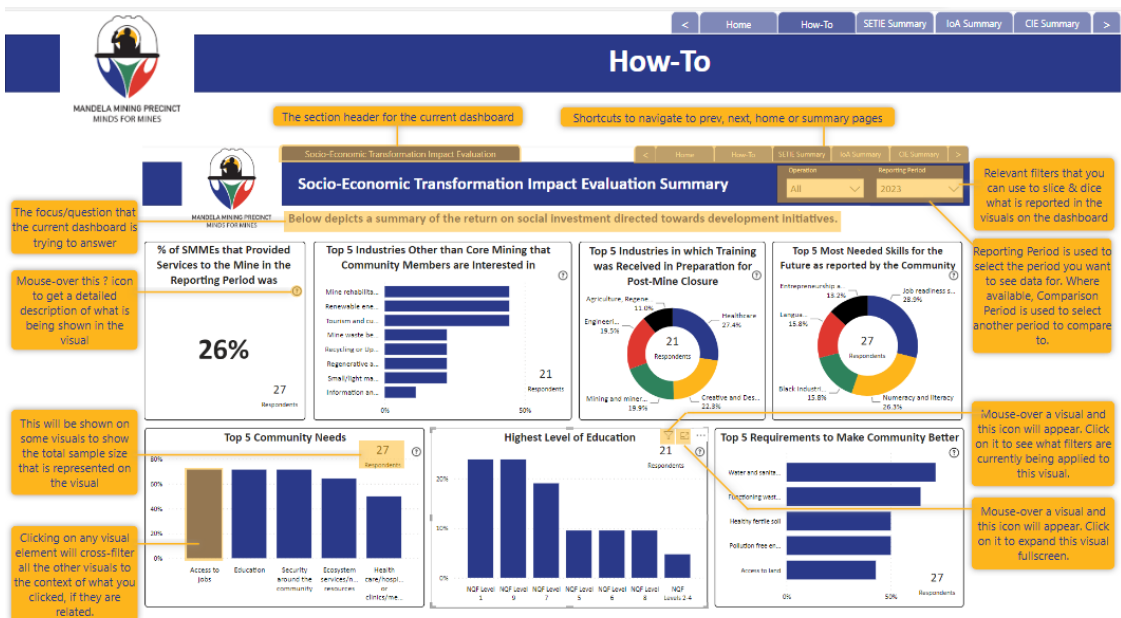 < Home How-To SETIE Summary IoA Summary CIE Summary >
How-To
MANDELA MINING PRECINCT
MINDS FOR MINES
The section header for the current dashboard
Shortcuts to navigate to prev, next, home or summary pages
Socio-Economic Transformation Impact Evaluation
< Home How-To SETIE Summary IoA Summary CIE Summary >
Socio-Economic Transformation Impact Evaluation Summary
Operation
All
Reporting Period
2023
MANDELA MINING PRECINCT
MINDS FOR MINES
Below depicts a summary of the return on social investment directed towards development initiatives.
Relevant filters that you
can use to slice & dice
what is reported in the
visuals on the dashboard
The focus/question that
the current dashboard is
trying to answer
Reporting Period is used to
select the period you want
to see data for. Where
available, Comparison
Period is used to select
another period to compare
to.
Mouse-over this ? icon
to get a detailed
description of what is
being shown in the
visual
% of SMMEs that Provided
Services to the Mine in the
Reporting Period was
?
26%
27
Respondents
Top 5 Industries Other than Core Mining that
Community Members are Interested in
?
Mine rehabilita...
Renewable ene...
Tourism and cu...
Mine waste be...
Recycling or Up...
Regenerative a...
Small/light ma...
Information an...
0% 50%
21
Respondents
Top 5 Industries in which Training
was Received in Preparation for
Post-Mine Closure
?
Agriculture, Regene...
11.0%
Healthcare
27.4%
Engineeri...
19.5%
21
Respondents
Mining and miner...
19.9%
Creative and Des...
22.3%
Top 5 Most Needed Skills for the
Future as reported by the Community
?
Entrepreneurship a...
13.2%
Job readiness s...
28.9%
Langua...
15.8%
27
Respondents
Black Industri...
15.8%
Numeracy and literacy
26.3%
This will be shown on
some visuals to show
the total sample size
that is represented on
the visual
Clicking on any visual
element will cross-filter
all the other visuals to
the context of what you
clicked, if they are
related.
Top 5 Community Needs
27
Respondents
?
80%
60%
40%
20%
0%
Access to
jobs
Education
Security
around the
community
Ecosystem
services/n...
resources
Health
care/hospi...
or
clinics/me...
Highest Level of Education
21
Respondents
?
20%
10%
0%
NQF Level
1
NQF Level
9
NQF Level
7
NQF Level
5
NQF Level
6
NQF Level
8
NQF
Levels 2-4
Top 5 Requirements to Make Community Better
?
Water and sanita...
Functioning wast...
Healthy fertile soil
Pollution free en...
Access to land
0% 50%
27
Respondents
Mouse-over a visual and
this icon will appear. Click
on it to see what filters are
currently being applied to
this visual.
Mouse-over a visual and
this icon will appear. Click
on it to expand this visual
fullscreen.